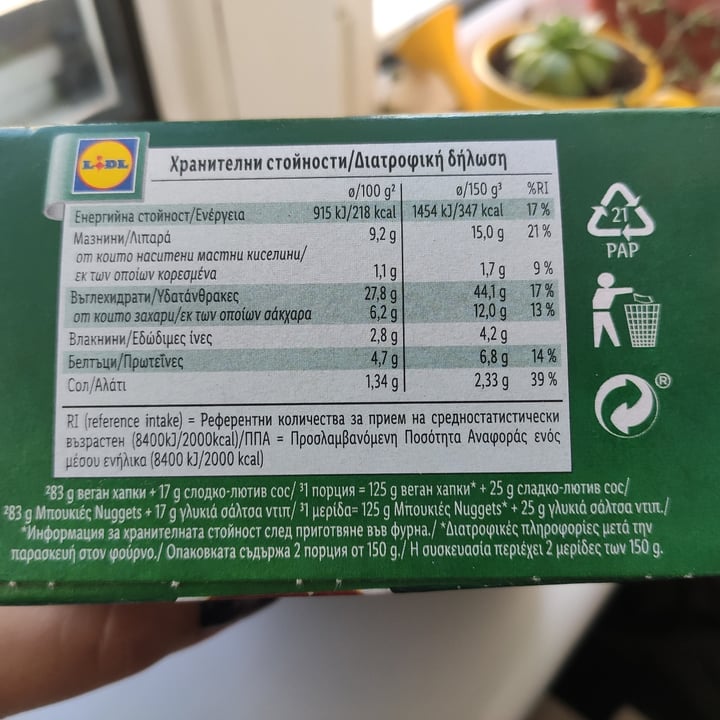 LIDL
Хранителни стойности/Διατροφική δήλωση
ø/100 g² ø/150 g³ %RI
Енергийна стойност/Ενέργεια 915 kJ/218 kcal 1454 kJ/347 kcal 17 %
Мазнини/Λιπαρά 9,2 g 15,0 g 21 %
от които наситени мастни киселини/
εκ των οποίων κορεσμένα 1,1 g 1,7 g 9 %
Въглехидрати/Υδατάνθρακες 27,8 g 44,1 g 17 %
от които захари/εκ των οποίων σάκχαρα 6,2 g 12,0 g 13 %
Влакнини/Εδώδιμες ίνες 2,8 g 4,2 g
Белтъци/Πρωτεΐνες 4,7 g 6,8 g 14 %
Сол/Αλάτι 1,34 g 2,33 g 39 %
RI (reference intake) = Референтни количества за прием на средностатистически
възрастен (8400kJ/2000kcal)/ΠΠΑ = Προσλαμβανόμενη Ποσότητα Αναφοράς ενός
μέσου ενήλικα (8400 kJ/2000 kcal)
²83 g веган хапки + 17 g сладко-лютив сос/ ³1 порция = 125 g веган хапки* + 25 g сладко-лютив сос/
²83 g Μπουκιές Nuggets + 17 g γλυκιά σάλτσα ντιπ/ ³1 μερίδα= 125 g Μπουκιές Nuggets* + 25 g γλυκιά σάλτσα ντιπ./
*Информация за хранителната стойност след приготвяне във фурна./ *Διατροφικές πληροφορίες μετά την
παρασκευή στον φούρνο./ Опаковката съдържа 2 порции от 150 g./ Η συσκευασία περιέχει 2 μερίδες των 150 g.
21
PAP
®